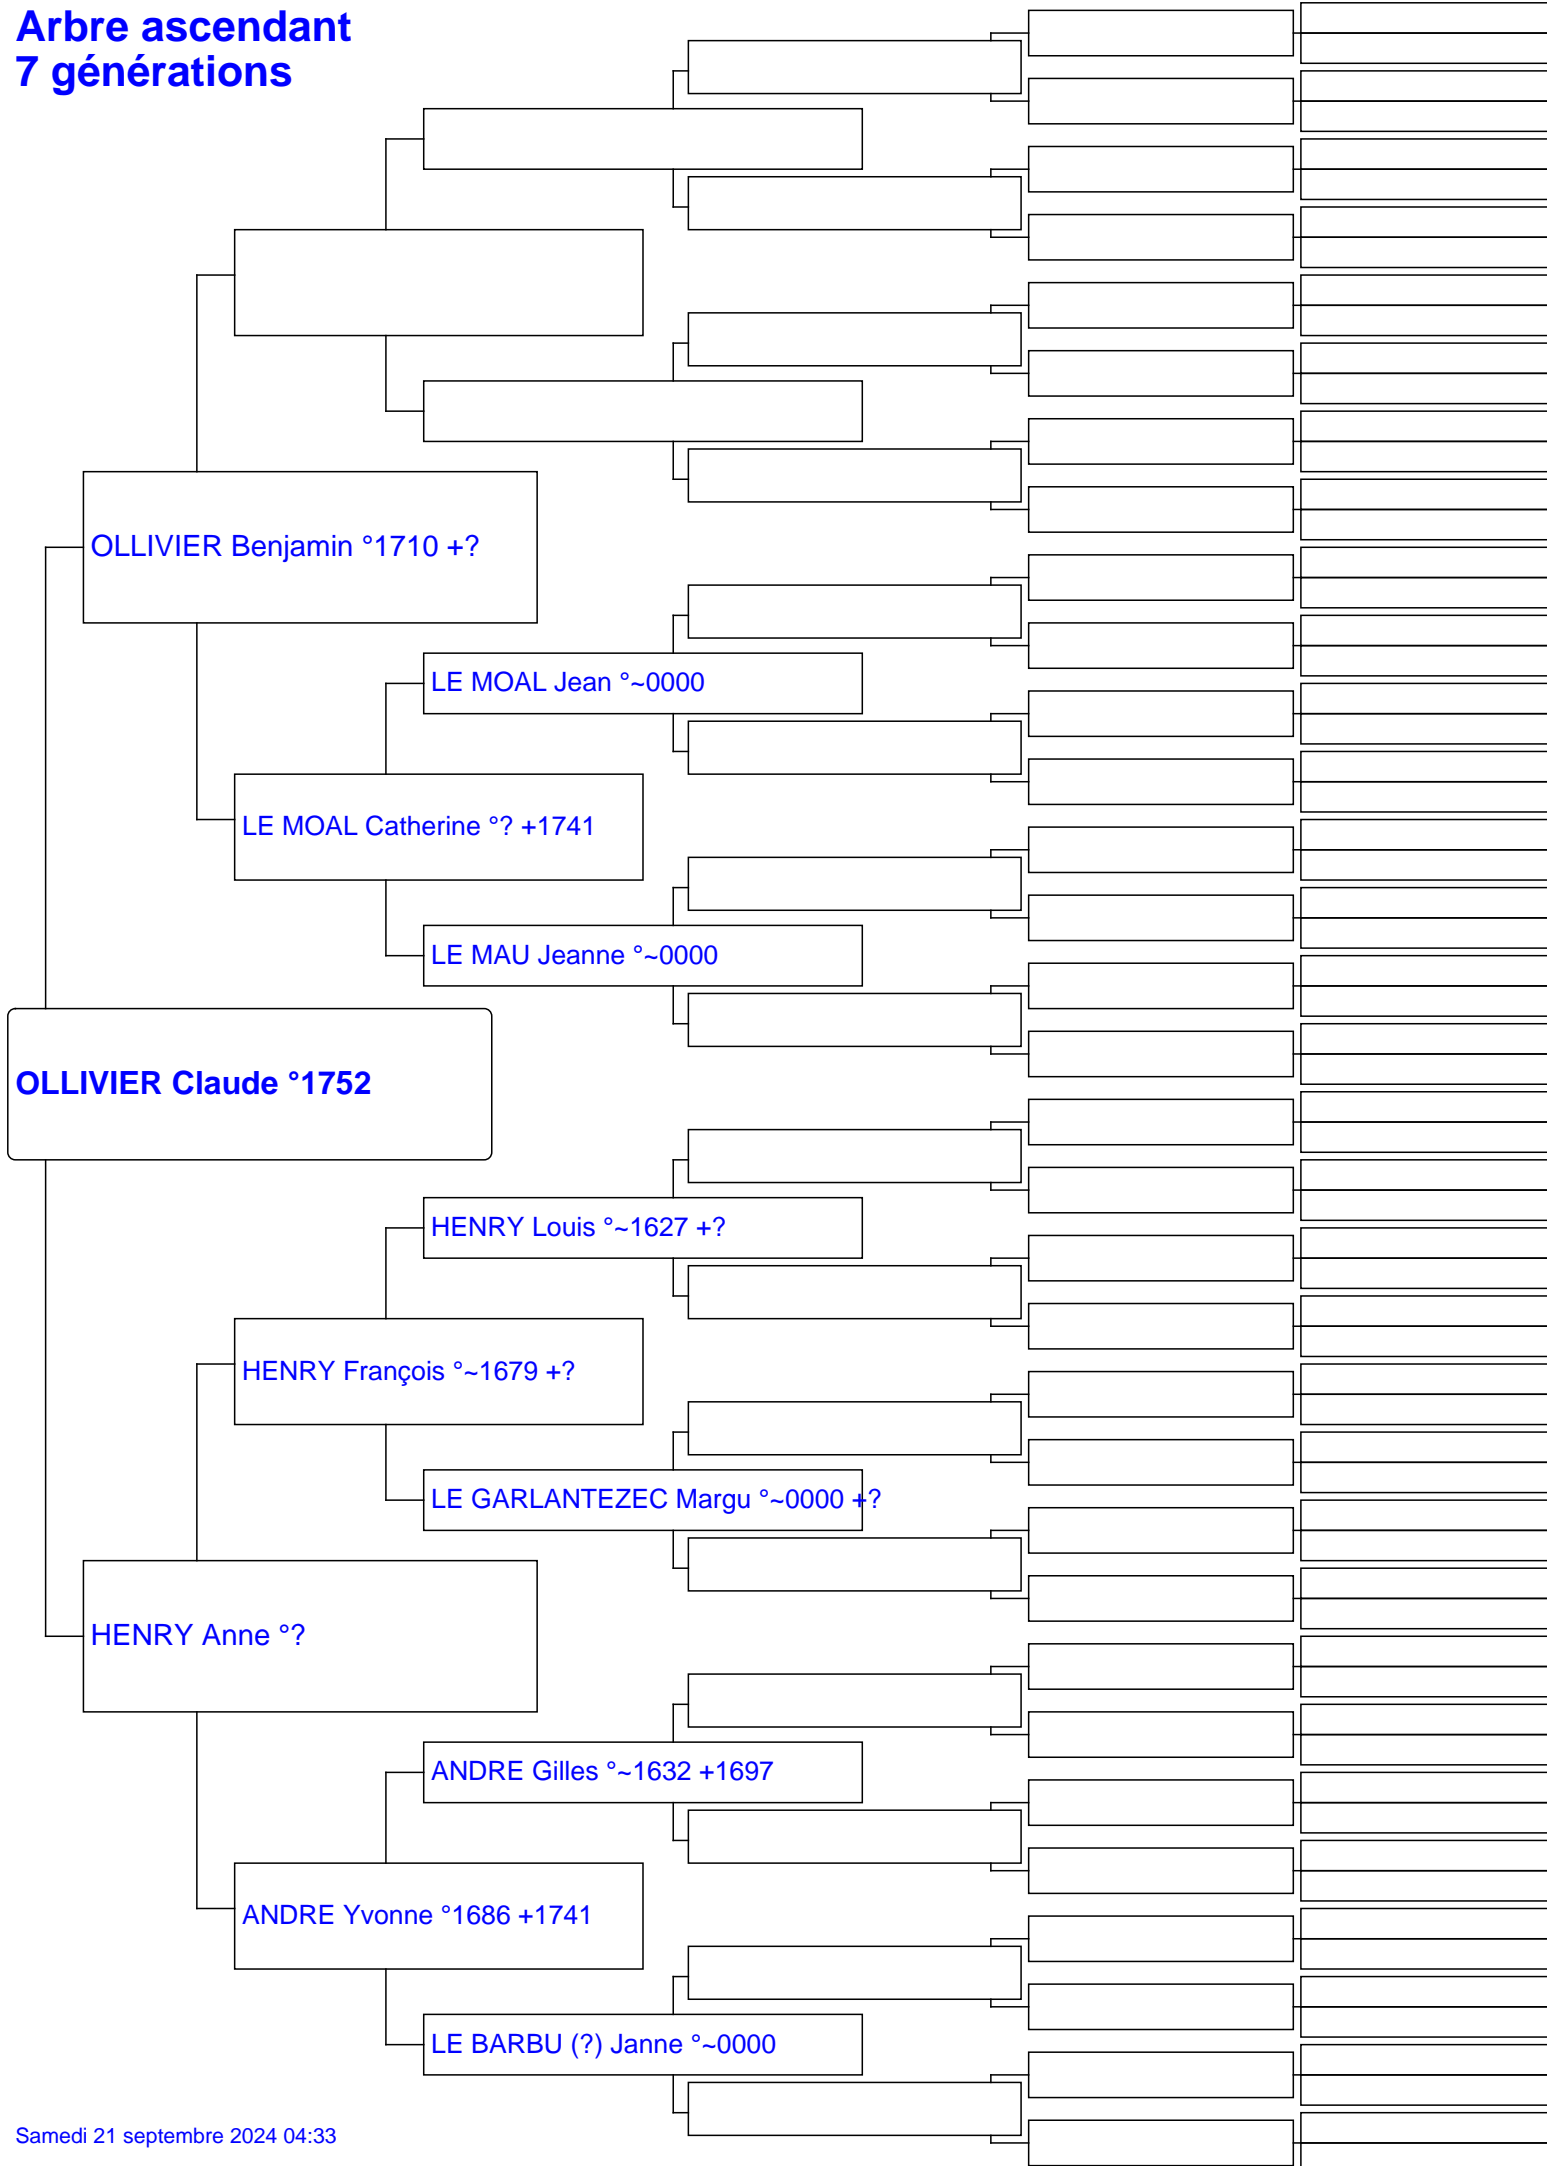 Arbre ascendant
7 générations
OLLIVIER Benjamin °1710 +?
LE MOAL Jean °~0000
LE MOAL Catherine °? +1741
LE MAU Jeanne °~0000
OLLIVIER Claude °1752
HENRY Louis °~1627 +?
HENRY François °~1679 +?
LE GARLANTEZEC Margu °~0000 +?
HENRY Anne °?
ANDRE Gilles °~1632 +1697
ANDRE Yvonne °1686 +1741
LE BARBU (?) Janne °~0000
Samedi 21 septembre 2024 04:33